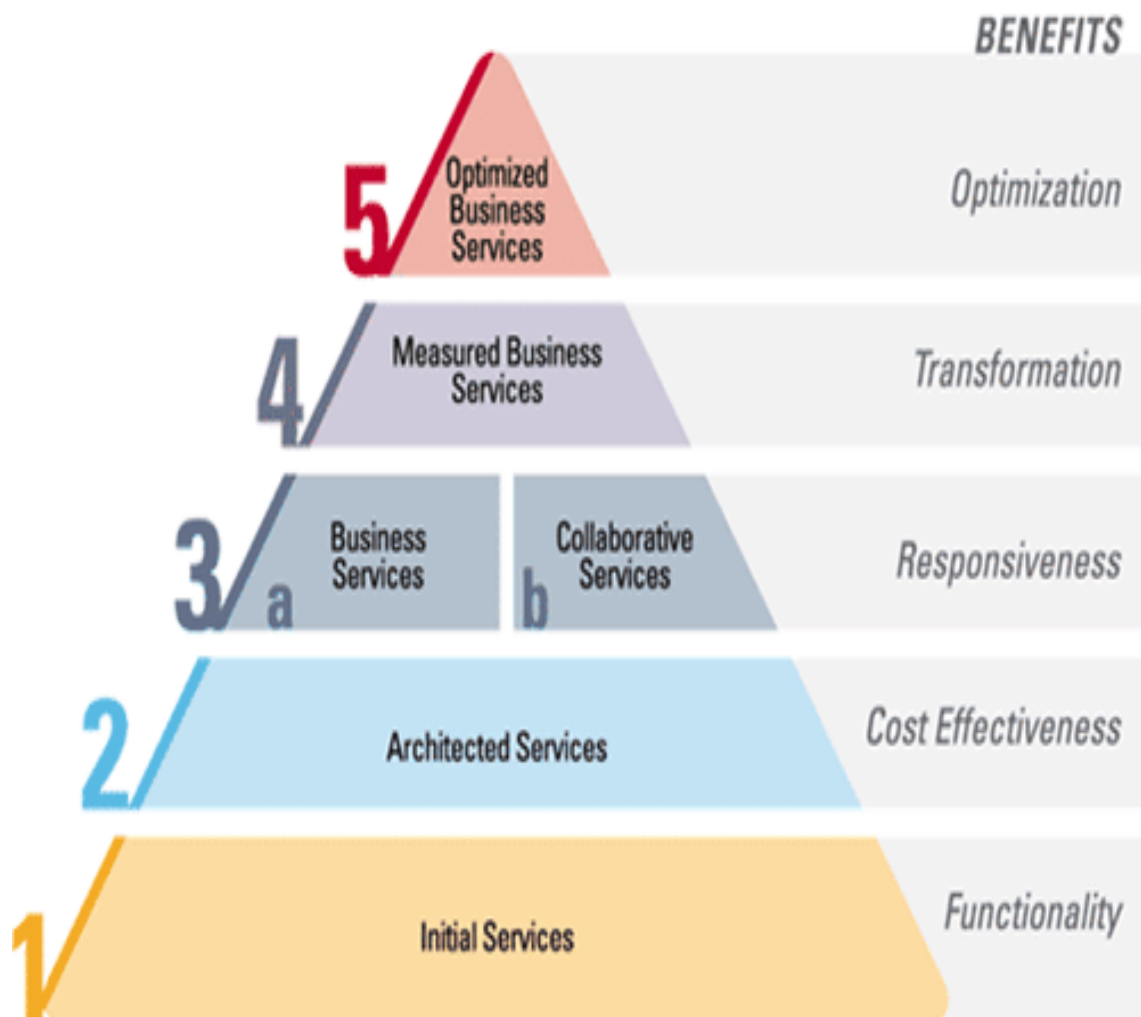 BENEFITS
5
Optimized
Business
Services
Optimization
4
Measured Business
Services
Transformation
3
a
Business
Services
b
Collaborative
Services
Responsiveness
2
Architected Services
Cost Effectiveness
1
Initial Services
Functionality